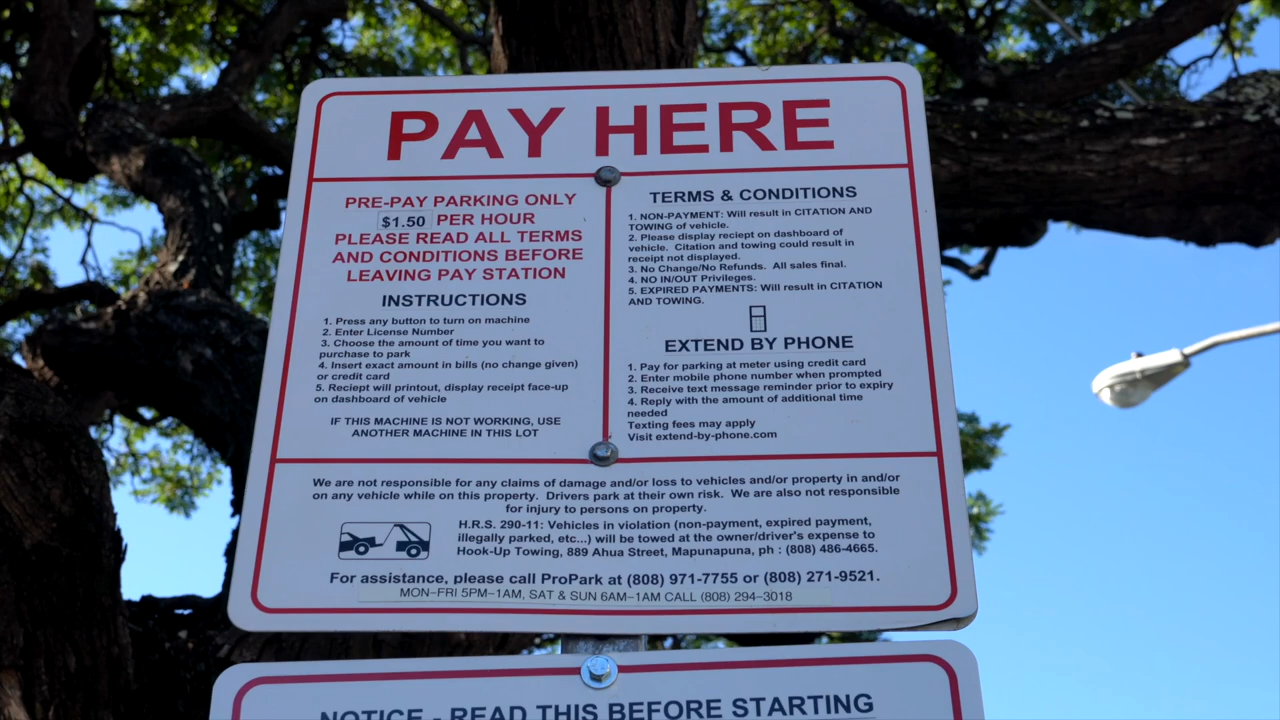 PAY HERE
PRE-PAY PARKING ONLY
$1.50 PER HOUR
PLEASE READ ALL TERMS
AND CONDITIONS BEFORE
LEAVING PAY STATION
INSTRUCTIONS
1. Press any button to turn on machine
2. Enter License Number
3. Choose the amount of time you want to
purchase to park
4. Insert exact amount in bills (no change given)
or credit card
5. Reciept will printout, display receipt face-up
on dashboard of vehicle
IF THIS MACHINE IS NOT WORKING, USE
ANOTHER MACHINE IN THIS LOT
TERMS & CONDITIONS
1. NON-PAYMENT: Will result in CITATION AND
TOWING of vehicle.
2. Please display reciept on dashboard of
vehicle. Citation and towing could result in
receipt not displayed.
3. No Change/No Refunds. All sales final.
4. NO IN/OUT Privileges.
5. EXPIRED PAYMENTS: Will result in CITATION
AND TOWING.
EXTEND BY PHONE
1. Pay for parking at meter using credit card
2. Enter mobile phone number when prompted
3. Receive text message reminder prior to expiry
4. Reply with the amount of additional time
needed
Texting fees may apply
Visit extend-by-phone.com
We are not responsible for any claims of damage and/or loss to vehicles and/or property in and/or
on any vehicle while on this property. Drivers park at their own risk. We are also not responsible
for injury to persons on property.
H.R.S. 290-11: Vehicles in violation (non-payment, expired payment,
illegally parked, etc...) will be towed at the owner/driver's expense to
Hook-Up Towing, 889 Ahua Street, Mapunapuna, ph : (808) 486-4665.
For assistance, please call ProPark at (808) 971-7755 or (808) 271-9521.
MON-FRI 5PM-1AM, SAT & SUN 6AM-1AM CALL (808) 294-3018
NOTICE - READ THIS BEFORE STARTING